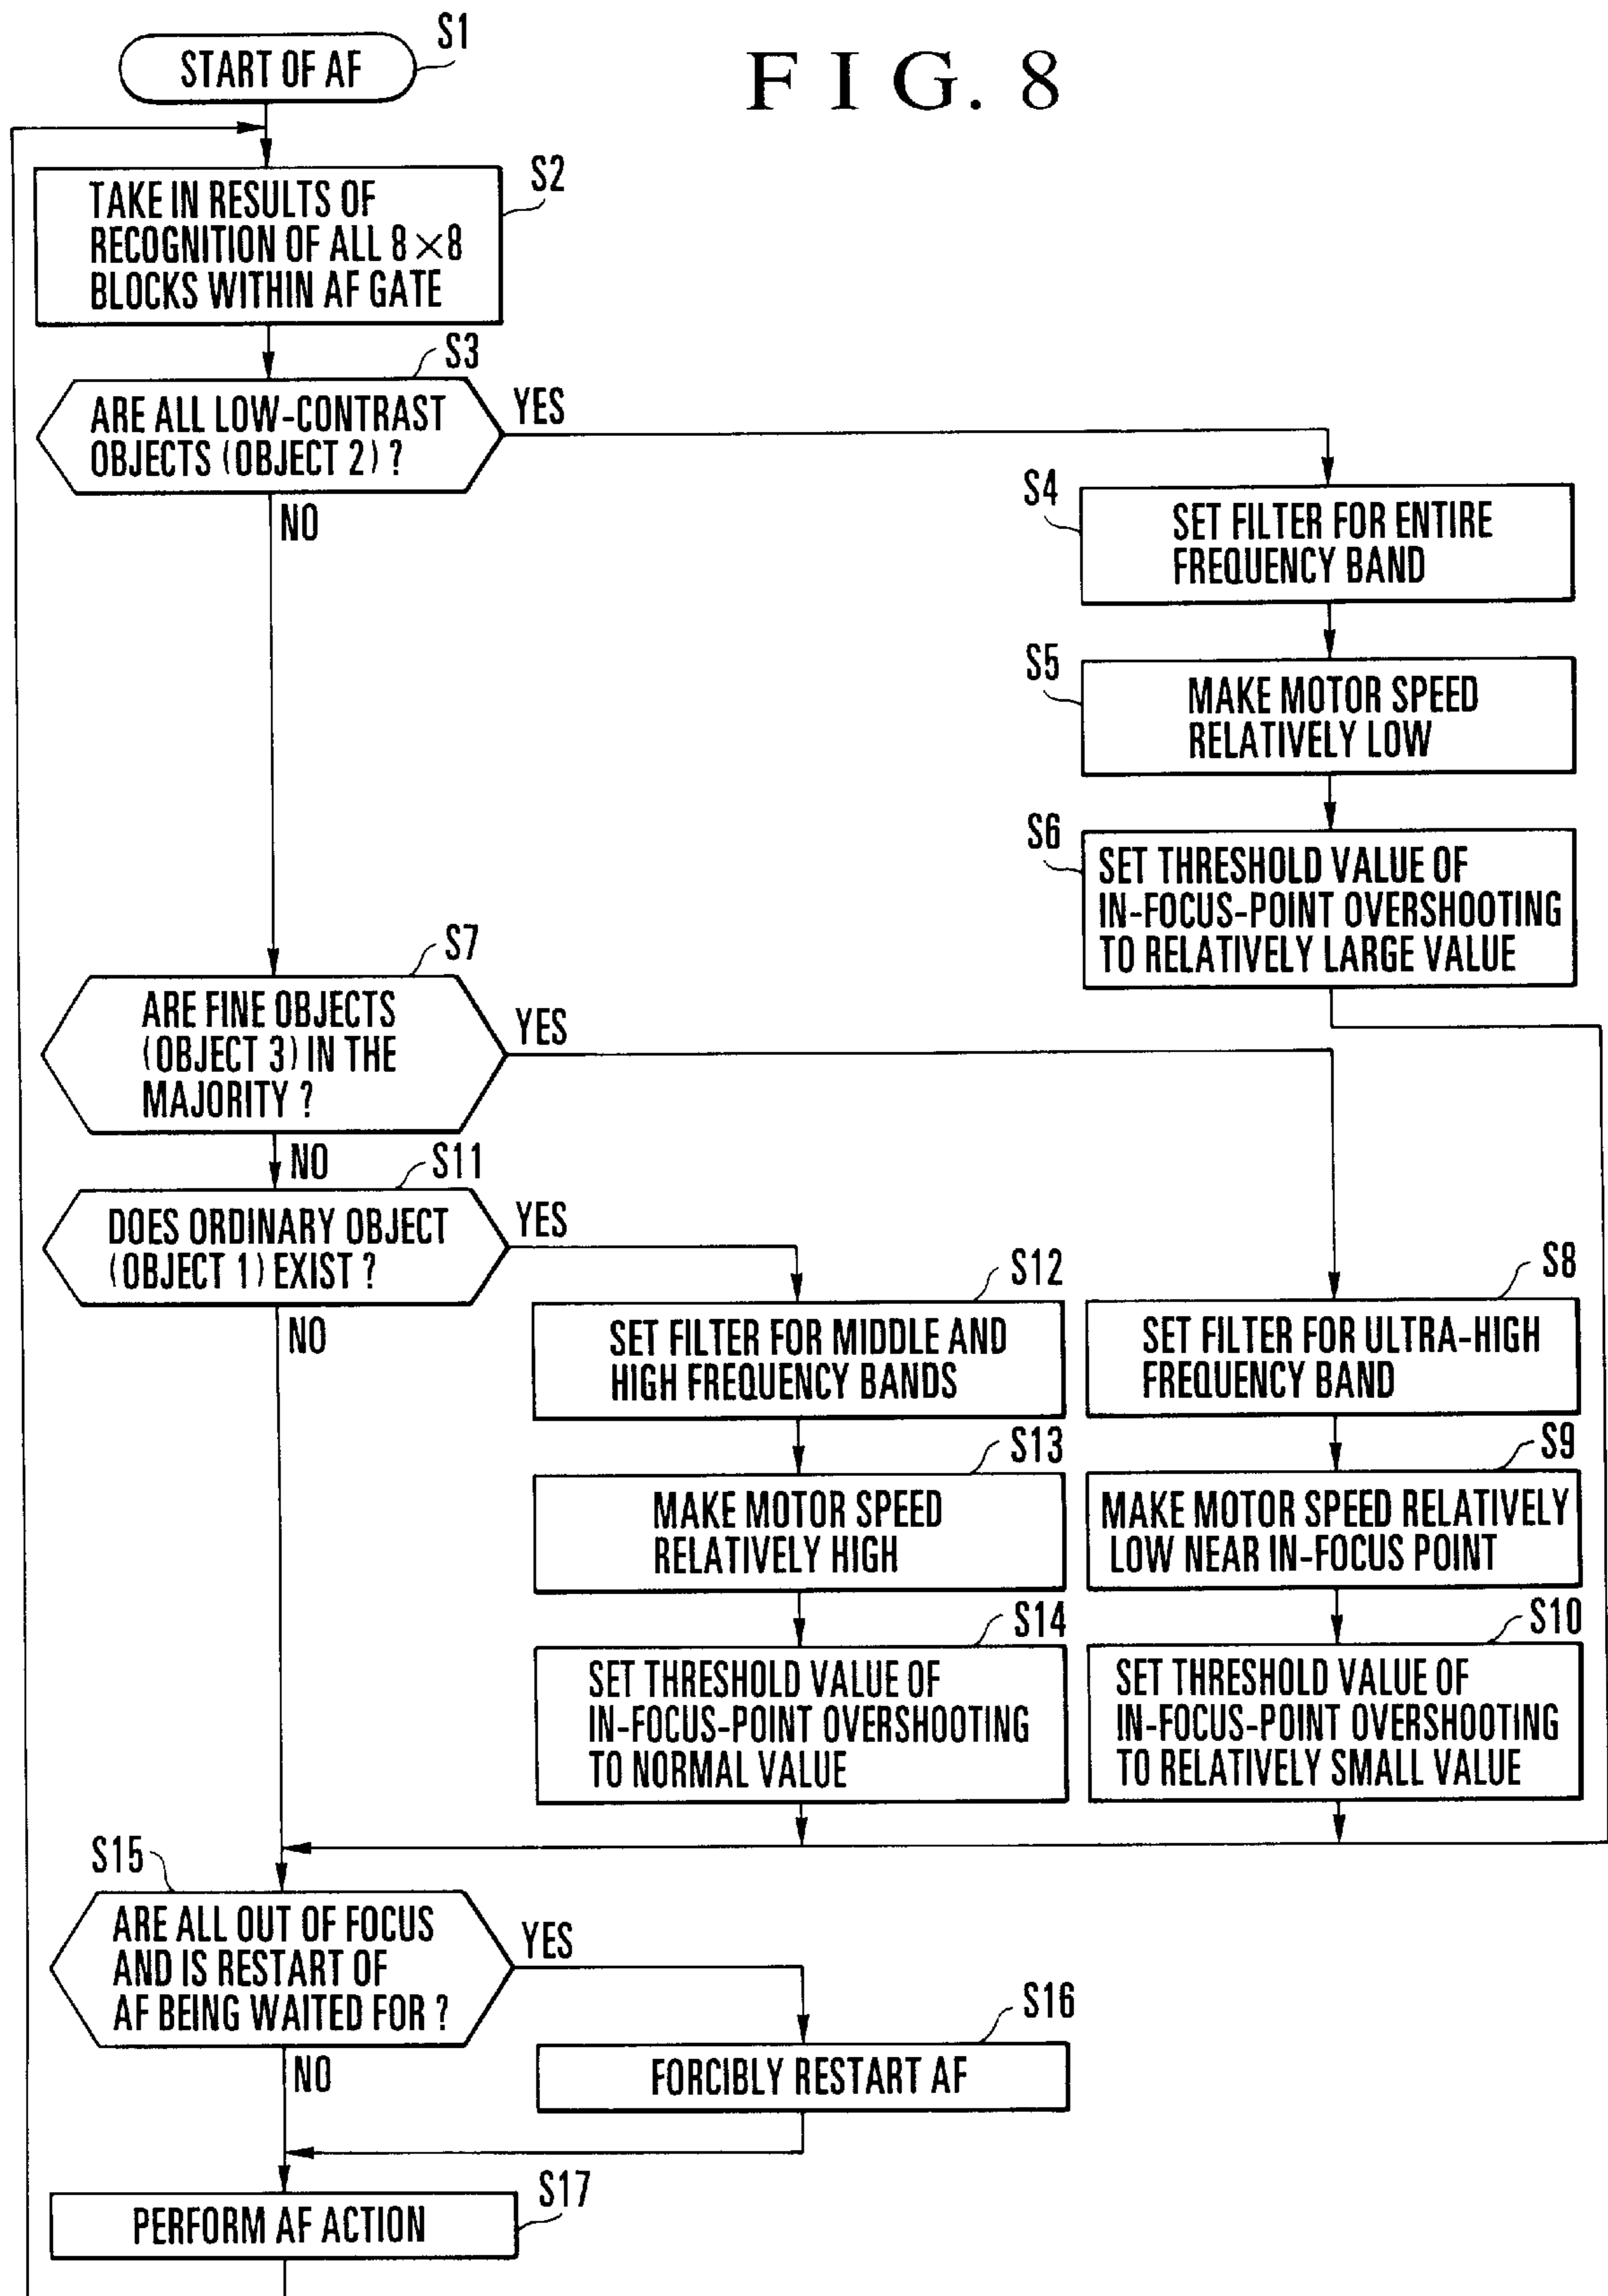 S1
START OF AF
F I G. 8
S2
TAKE IN RESULTS OF
RECOGNITION OF ALL 8×8
BLOCKS WITHIN AF GATE
S3
ARE ALL LOW-CONTRAST
OBJECTS (OBJECT 2) ?
YES
NO
S4
SET FILTER FOR ENTIRE
FREQUENCY BAND
S5
MAKE MOTOR SPEED
RELATIVELY LOW
S6
SET THRESHOLD VALUE OF
IN-FOCUS-POINT OVERSHOOTING
TO RELATIVELY LARGE VALUE
S7
ARE FINE OBJECTS
(OBJECT 3) IN THE
MAJORITY ?
YES
NO
S11
DOES ORDINARY OBJECT
(OBJECT 1) EXIST ?
YES
NO
S12
SET FILTER FOR MIDDLE AND
HIGH FREQUENCY BANDS
S8
SET FILTER FOR ULTRA-HIGH
FREQUENCY BAND
S13
MAKE MOTOR SPEED
RELATIVELY HIGH
S9
MAKE MOTOR SPEED RELATIVELY
LOW NEAR IN-FOCUS POINT
S14
SET THRESHOLD VALUE OF
IN-FOCUS-POINT OVERSHOOTING
TO NORMAL VALUE
S10
SET THRESHOLD VALUE OF
IN-FOCUS-POINT OVERSHOOTING
TO RELATIVELY SMALL VALUE
S15
ARE ALL OUT OF FOCUS
AND IS RESTART OF
AF BEING WAITED FOR ?
YES
NO
S16
FORCIBLY RESTART AF
S17
PERFORM AF ACTION